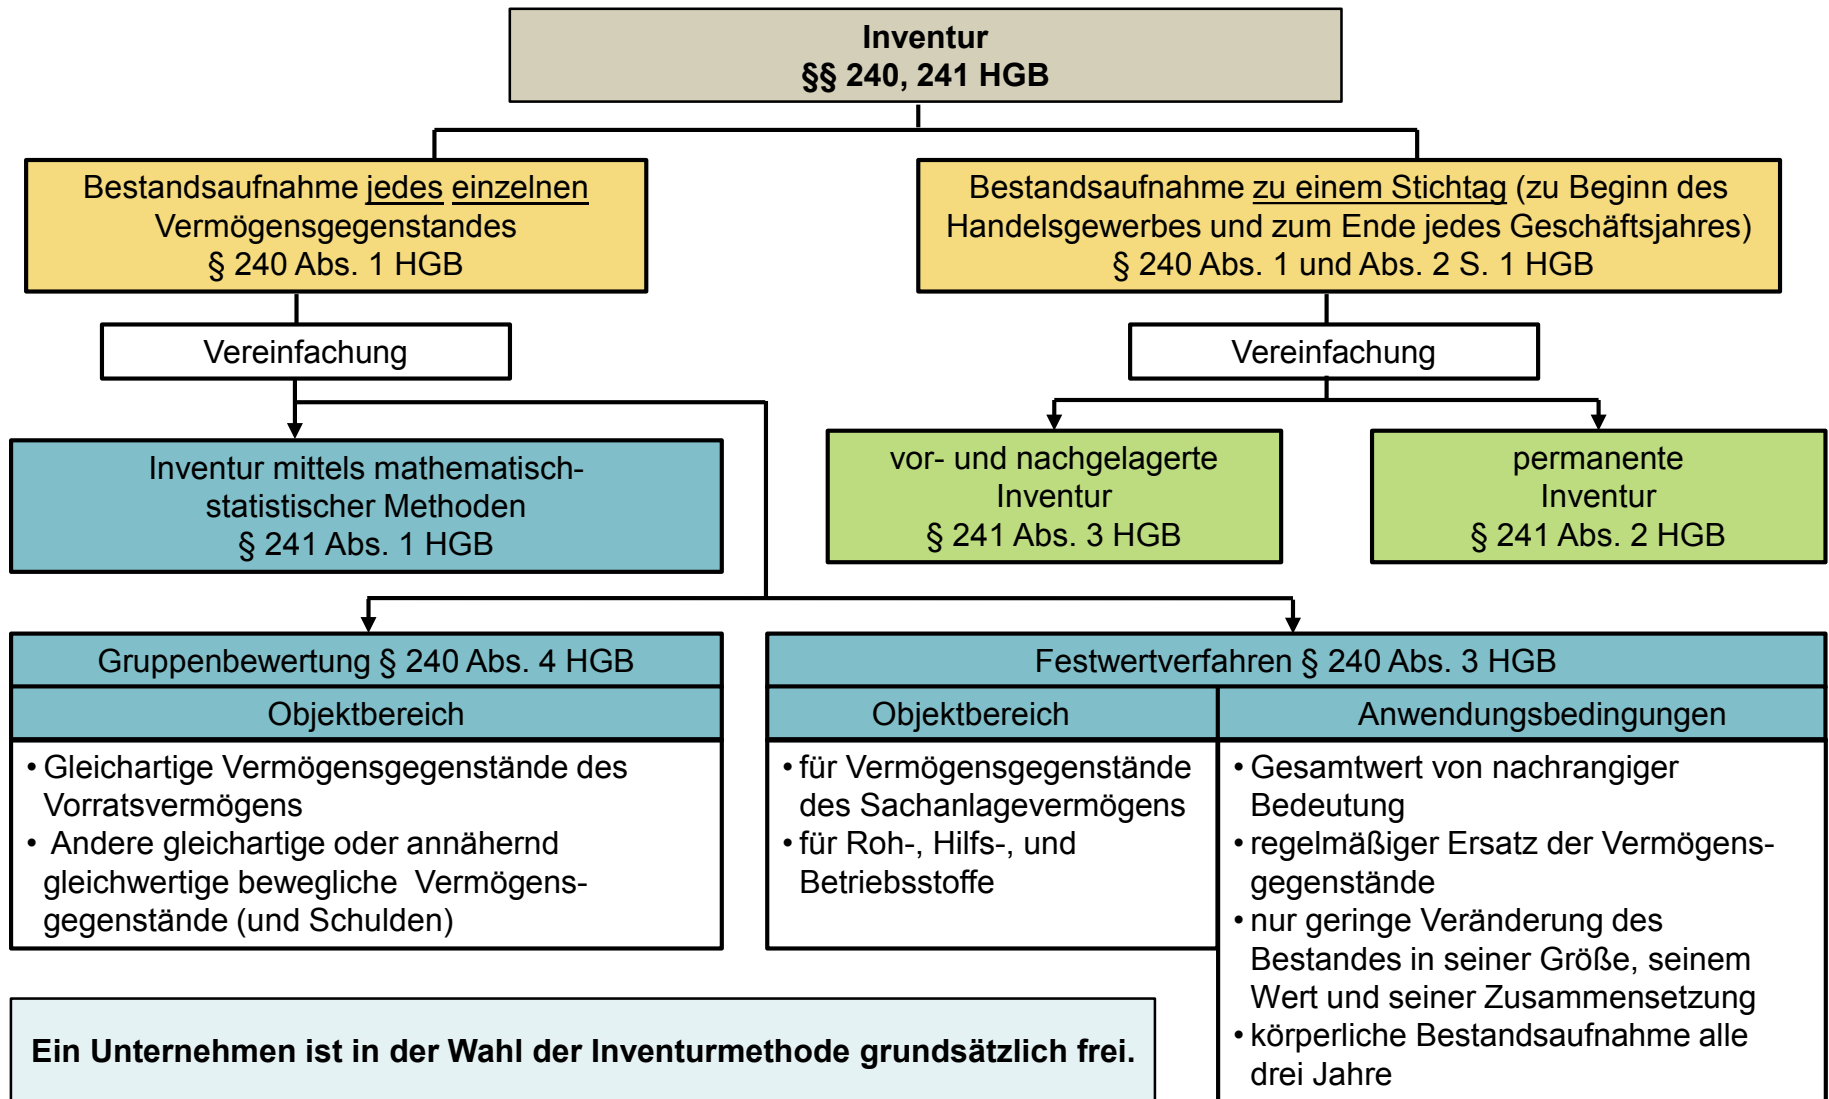 Inventur
§§ 240, 241 HGB
Bestandsaufnahme jedes einzelnen
Vermögensgegenstandes
§ 240 Abs. 1 HGB
Bestandsaufnahme zu einem Stichtag (zu Beginn des
Handelsgewerbes und zum Ende jedes Geschäftsjahres)
§ 240 Abs. 1 und Abs. 2 S. 1 HGB
Vereinfachung
Vereinfachung
Inventur mittels mathematisch-
statistischer Methoden
§ 241 Abs. 1 HGB
vor- und nachgelagerte
Inventur
§ 241 Abs. 3 HGB
permanente
Inventur
§ 241 Abs. 2 HGB
Gruppenbewertung § 240 Abs. 4 HGB
Objektbereich
• Gleichartige Vermögensgegenstände des
Vorratsvermögens
• Andere gleichartige oder annähernd
gleichwertige bewegliche Vermögens-
gegenstände (und Schulden)
Festwertverfahren § 240 Abs. 3 HGB
Objektbereich
• für Vermögensgegenstände
des Sachanlagevermögens
• für Roh-, Hilfs-, und
Betriebsstoffe
Anwendungsbedingungen
• Gesamtwert von nachrangiger
Bedeutung
• regelmäßiger Ersatz der Vermögens-
gegenstände
• nur geringe Veränderung des
Bestandes in seiner Größe, seinem
Wert und seiner Zusammensetzung
• körperliche Bestandsaufnahme alle
drei Jahre
Ein Unternehmen ist in der Wahl der Inventurmethode grundsätzlich frei.